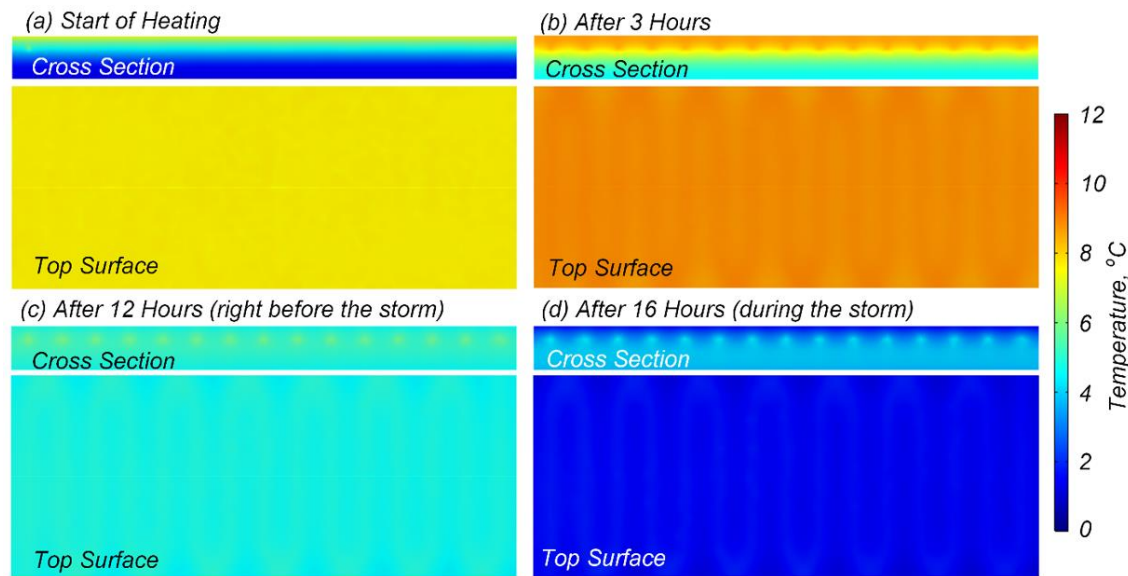 (a) Start of Heating
Cross Section
Top Surface
(b) After 3 Hours
Cross Section
Top Surface
(c) After 12 Hours (right before the storm)
Cross Section
Top Surface
(d) After 16 Hours (during the storm)
Cross Section
Top Surface
12
10
8
6
4
2
0
Temperature, °C